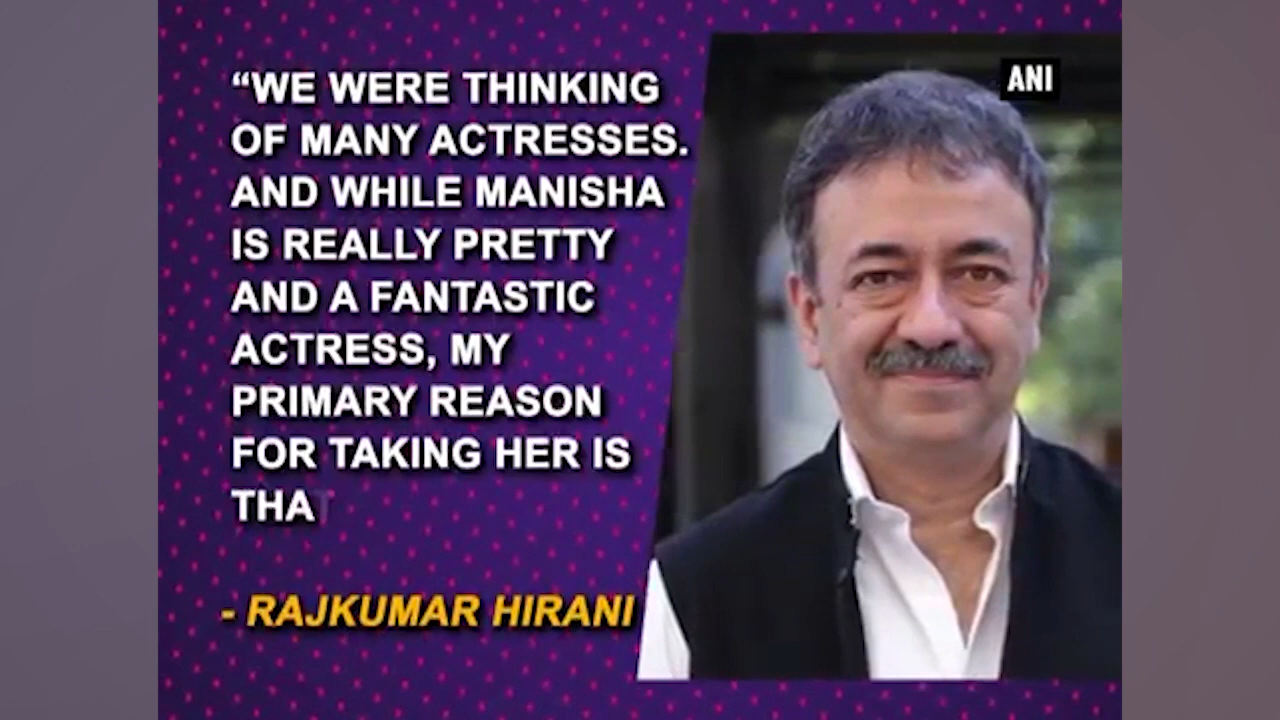 ANI
“WE WERE THINKING
OF MANY ACTRESSES.
AND WHILE MANISHA
IS REALLY PRETTY
AND A FANTASTIC
ACTRESS, MY
PRIMARY REASON
FOR TAKING HER IS
THAT
- RAJKUMAR HIRANI